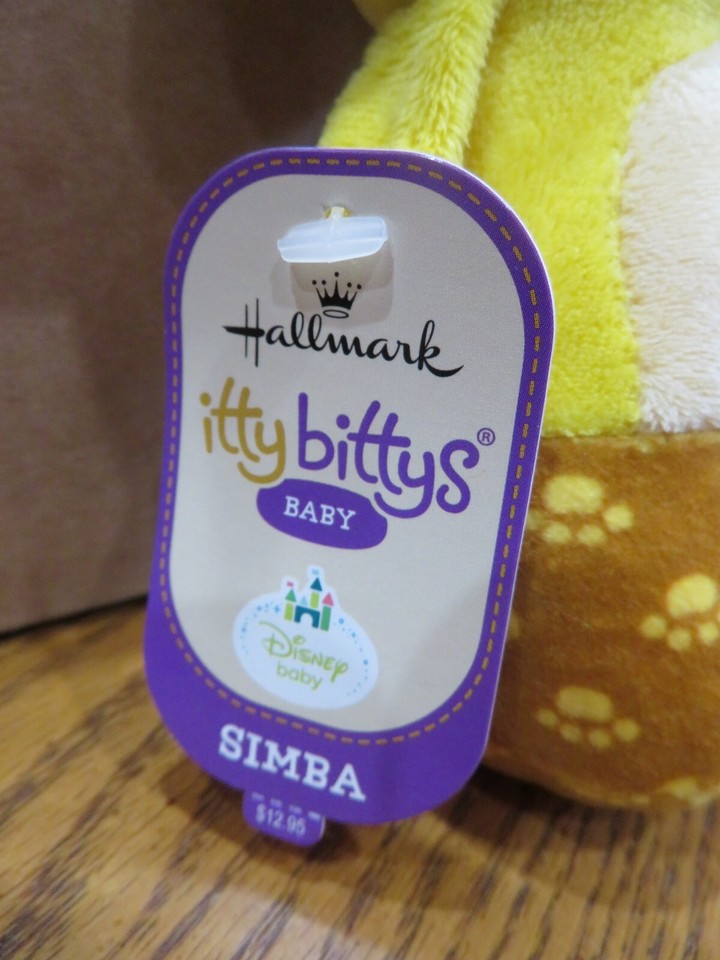 Hallmark
itty bittys®
BABY
Disney
baby
SIMBA
$12.95